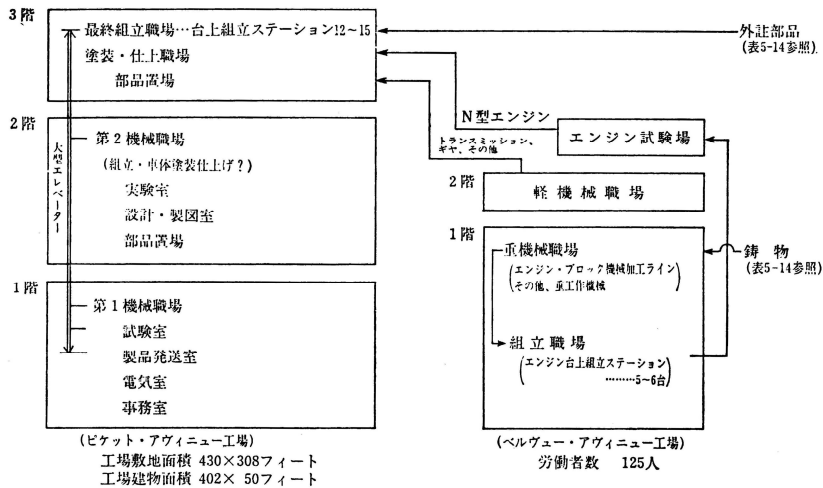 3階
最終組立職場…台上組立ステーション12~15
塗装・仕上職場
部品置場
外註部品
(表5-14参照)
N型エンジン
トランスミッション、
ギヤ、その他
エンジン試験場
2階
大型エレベーター
第2機械職場
(組立・車体塗装仕上げ?)
実験室
設計・製図室
部品置場
2階
軽機械職場
1階
重機械職場
(エンジン・ブロック機械加工ライン
その他、重工作機械)
鋳物
(表5-14参照)
組立職場
(エンジン台上組立ステーション
………5~6台)
1階
第1機械職場
試験室
製品発送室
電気室
事務室
(ピケット・アヴィニュー工場)
工場敷地面積 430×308フィート
工場建物面積 402×50フィート
(ベルヴュー・アヴィニュー工場)
労働者数 125人